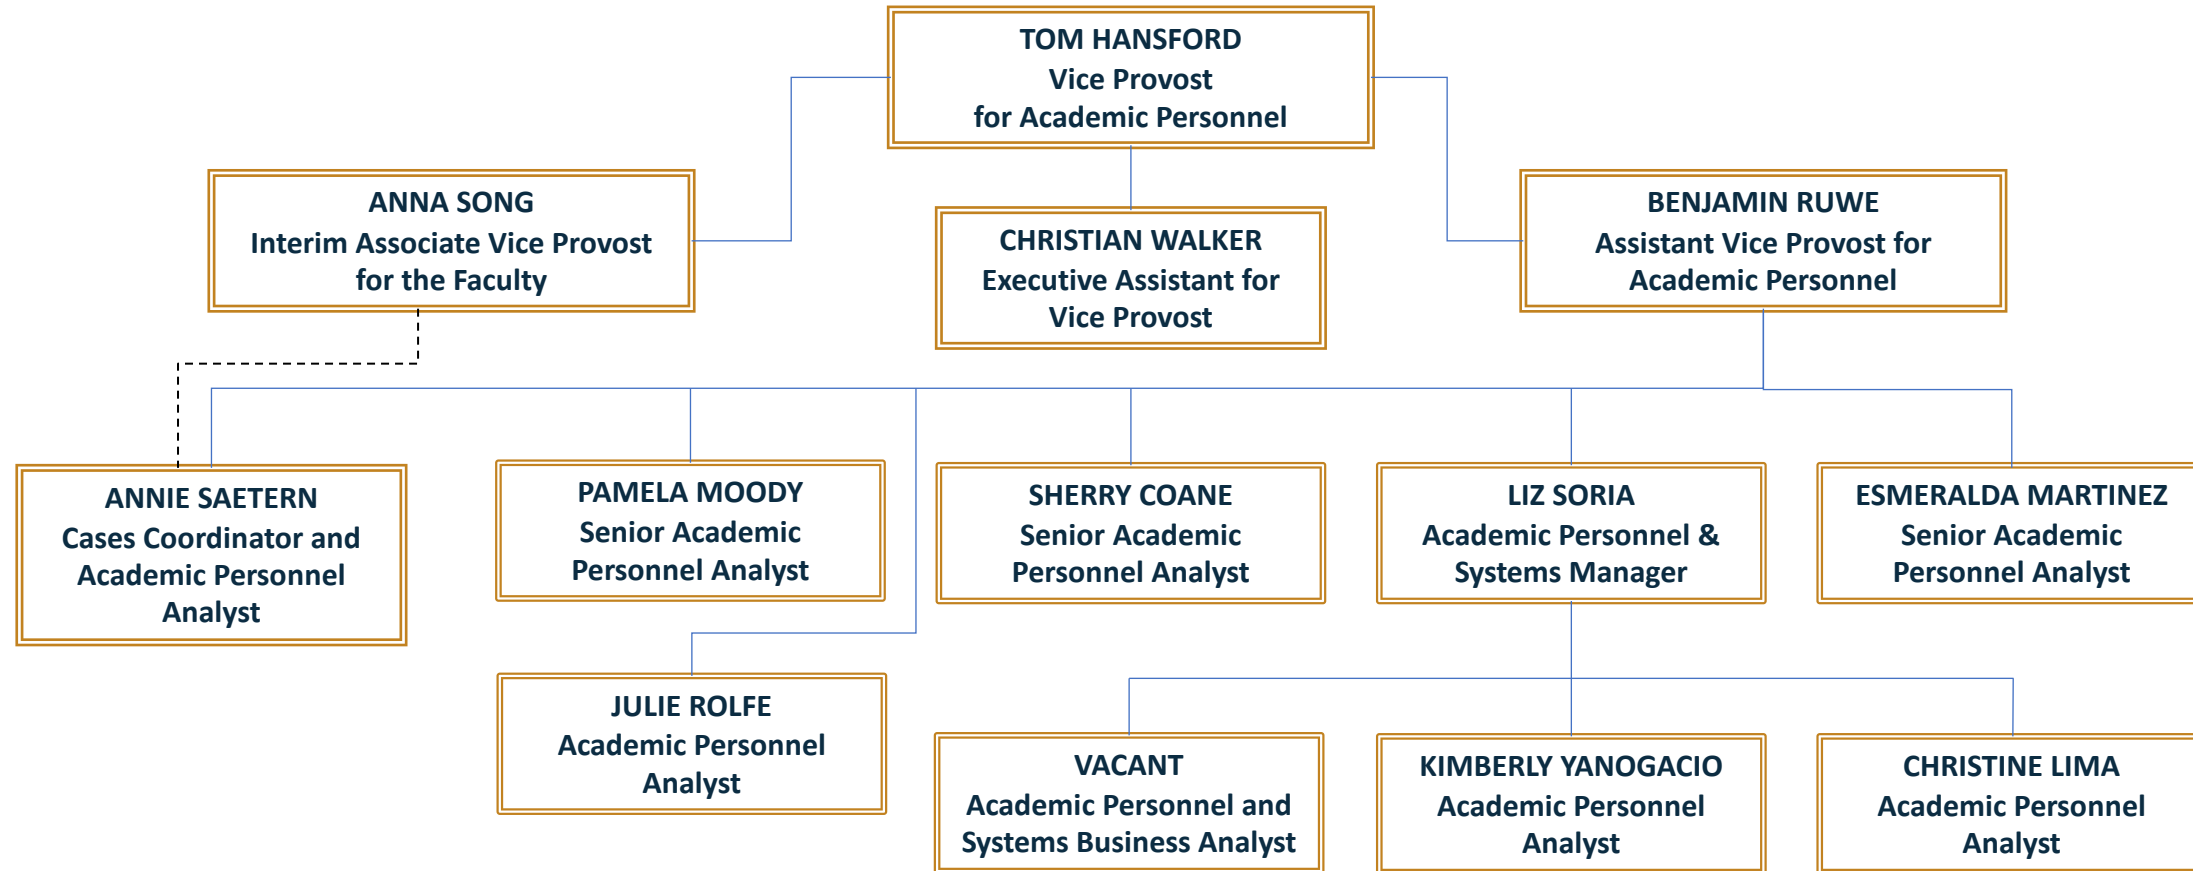 TOM HANSFORD
Vice Provost
for Academic Personnel
ANNA SONG
Interim Associate Vice Provost
for the Faculty
CHRISTIAN WALKER
Executive Assistant for
Vice Provost
BENJAMIN RUWE
Assistant Vice Provost for
Academic Personnel
ANNIE SAETERN
Cases Coordinator and
Academic Personnel
Analyst
PAMELA MOODY
Senior Academic
Personnel Analyst
SHERRY COANE
Senior Academic
Personnel Analyst
LIZ SORIA
Academic Personnel &
Systems Manager
ESMERALDA MARTINEZ
Senior Academic
Personnel Analyst
JULIE ROLFE
Academic Personnel
Analyst
VACANT
Academic Personnel and
Systems Business Analyst
KIMBERLY YANOGACIO
Academic Personnel
Analyst
CHRISTINE LIMA
Academic Personnel
Analyst